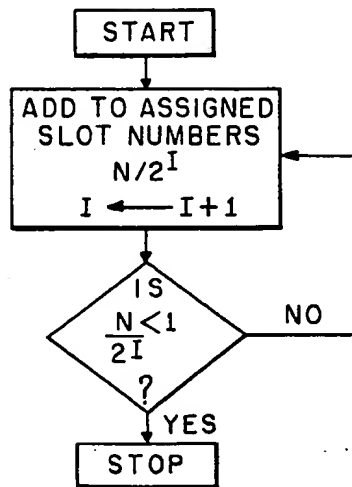 START
ADD TO ASSIGNED
SLOT NUMBERS
N/2^I
I ← I+1
IS
N/2^I <1
?
NO
YES
STOP